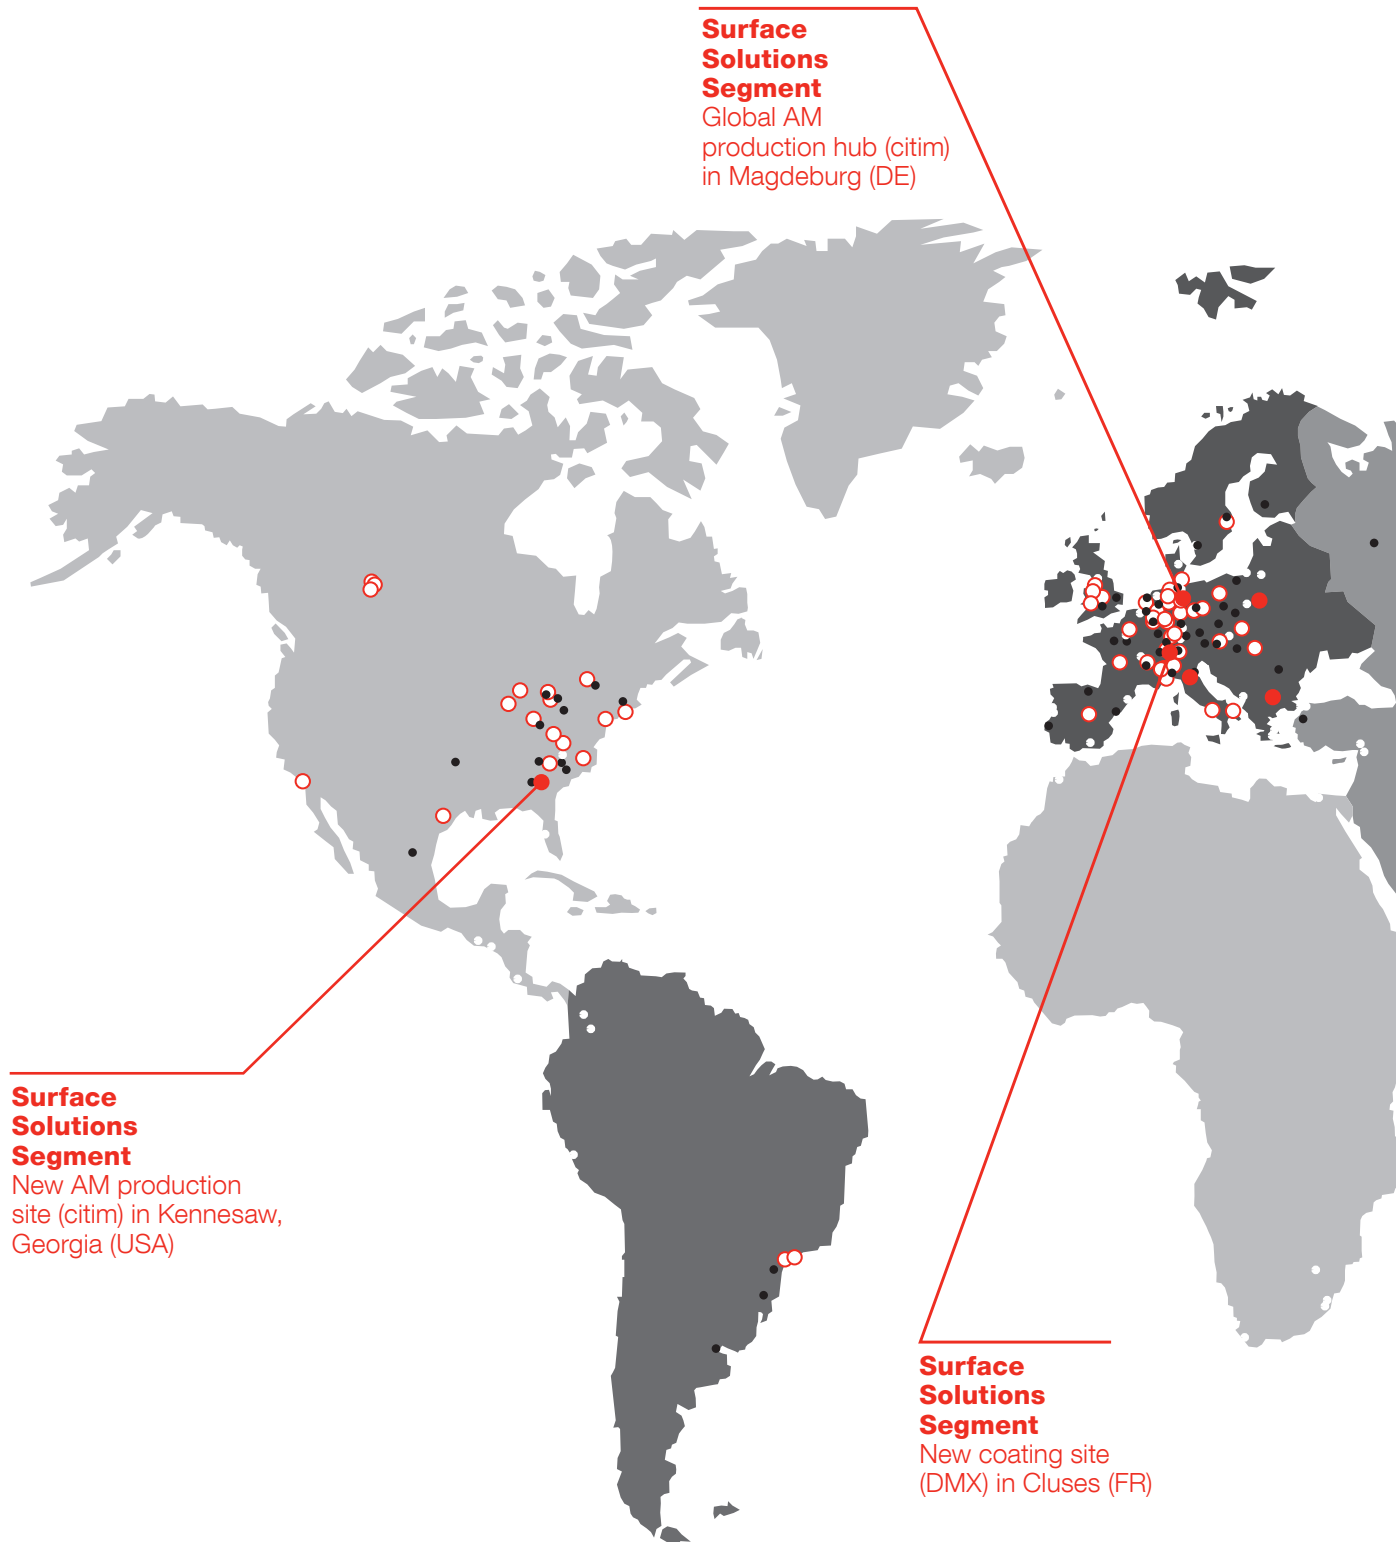 Surface
Solutions
Segment
Global AM
production hub (citim)
in Magdeburg (DE)
Surface
Solutions
Segment
New AM production
site (citim) in Kennesaw,
Georgia (USA)
Surface
Solutions
Segment
New coating site
(DMX) in Cluses (FR)